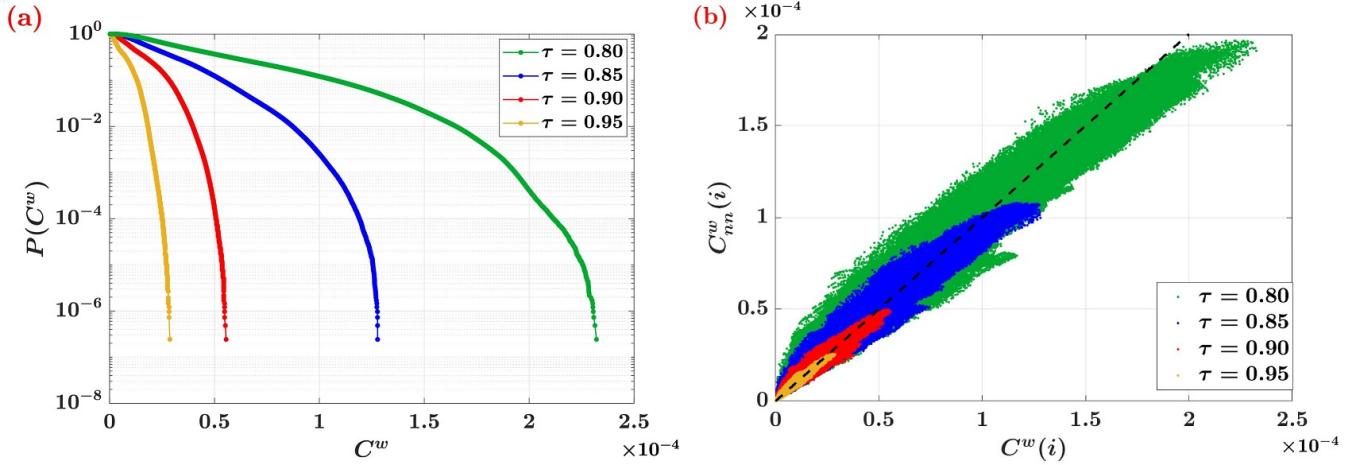 (a)
10^0
10^-2
10^-4
10^-6
10^-8
P(C^w)
0
0.5
1
1.5
2
2.5
C^w
×10^-4
τ = 0.80
τ = 0.85
τ = 0.90
τ = 0.95
(b)
×10^-4
2
1.5
1
0.5
0
C^w_nn(i)
0
0.5
1
1.5
2
2.5
C^w(i)
×10^-4
τ = 0.80
τ = 0.85
τ = 0.90
τ = 0.95